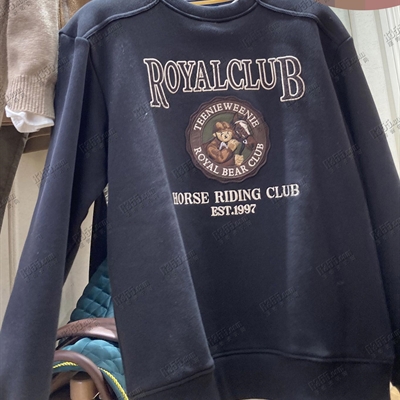 ROYALCLUB
TEENIEWEENIE
ROYAL BEAR CLUB
HORSE RIDING CLUB
EST.1997